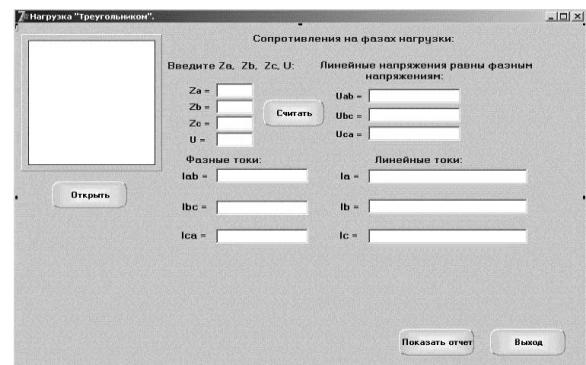 Нагрузка "Треугольником".
Сопротивления на фазах нагрузки:
Введите Za, Zb, Zc, U:
Линейные напряжения равны фазным
напряжениям:
Za =
Zb =
Zc =
U =
Считать
Uab =
Ubc =
Uca =
Фазные токи:
Линейные токи:
Iab =
Ia =
Открыть
Ibc =
Ib =
Ica =
Ic =
Показать отчет
Выход